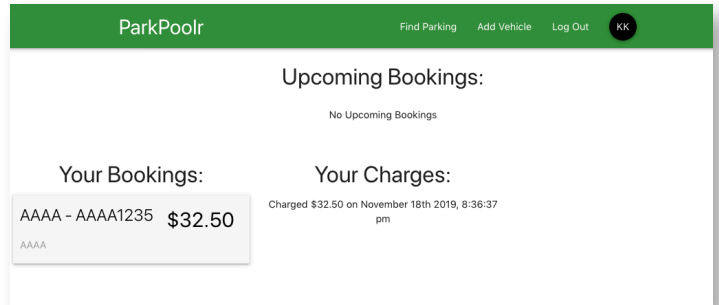 ParkPoolr
Find Parking Add Vehicle Log Out KK
Upcoming Bookings:
No Upcoming Bookings
Your Bookings:
AAAA - AAAA1235 $32.50
AAAA
Your Charges:
Charged $32.50 on November 18th 2019, 8:36:37
pm